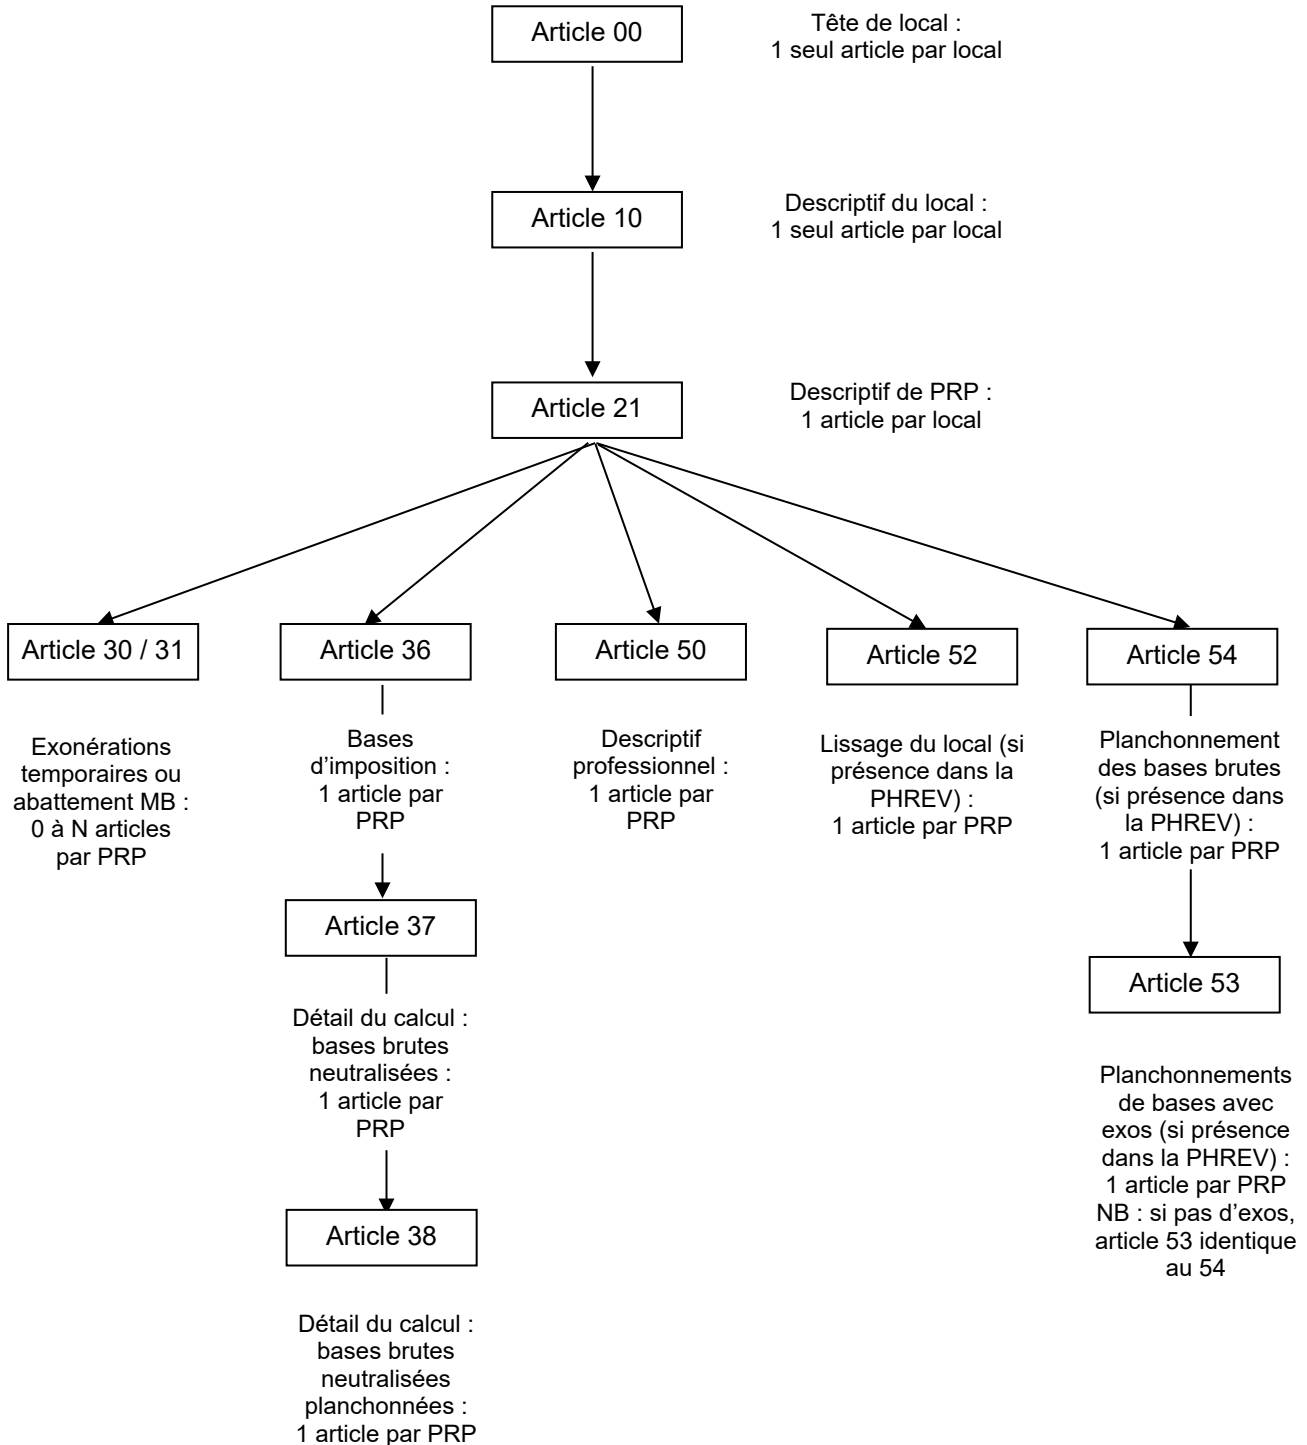 Article 00
Tête de local :
1 seul article par local
Article 10
Descriptif du local :
1 seul article par local
Article 21
Descriptif de PRP :
1 article par local
Article 30 / 31
Exonérations
temporaires ou
abattement MB :
0 à N articles
par PRP
Article 36
Bases
d’imposition :
1 article par
PRP
Article 37
Détail du calcul :
bases brutes
neutralisées :
1 article par
PRP
Article 38
Détail du calcul :
bases brutes
neutralisées
planchonnées :
1 article par PRP
Article 50
Descriptif
professionnel :
1 article par
PRP
Article 52
Lissage du local (si
présence dans la
PHREV) :
1 article par PRP
Article 54
Planchonnement
des bases brutes
(si présence dans
la PHREV) :
1 article par PRP
Article 53
Planchonnements
de bases avec
exos (si présence
dans la PHREV) :
1 article par PRP
NB : si pas d’exos,
article 53 identique
au 54